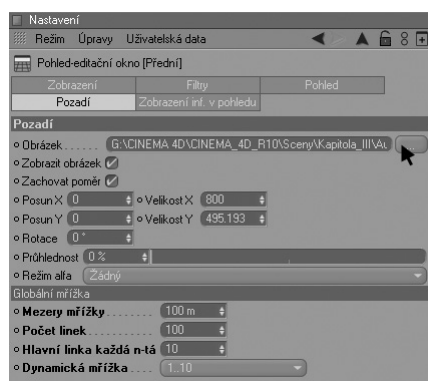 Nastavení
Režim Úpravy Uživatelská data
Pohled-editační okno [Přední]
Zobrazení Filtry Pohled
Pozadí Zobrazení inf. v pohledu
Pozadí
Obrázek . . . . . . G:\CINEMA 4D\CINEMA_4D_R10\Sceny\Kapitola_III\Au ...
Zobrazit obrázek
Zachovat poměr
Posun X 0 Velikost X 800
Posun Y 0 Velikost Y 495.193
Rotace 0 °
Průhlednost 0 %
Režim alfa Žádný
Globální mřížka
Mezery mřížky . . . . . . . . 100 m
Počet linek . . . . . . . . . . 100
Hlavní linka každá n-tá 10
Dynamická mřížka . . . . 1..10